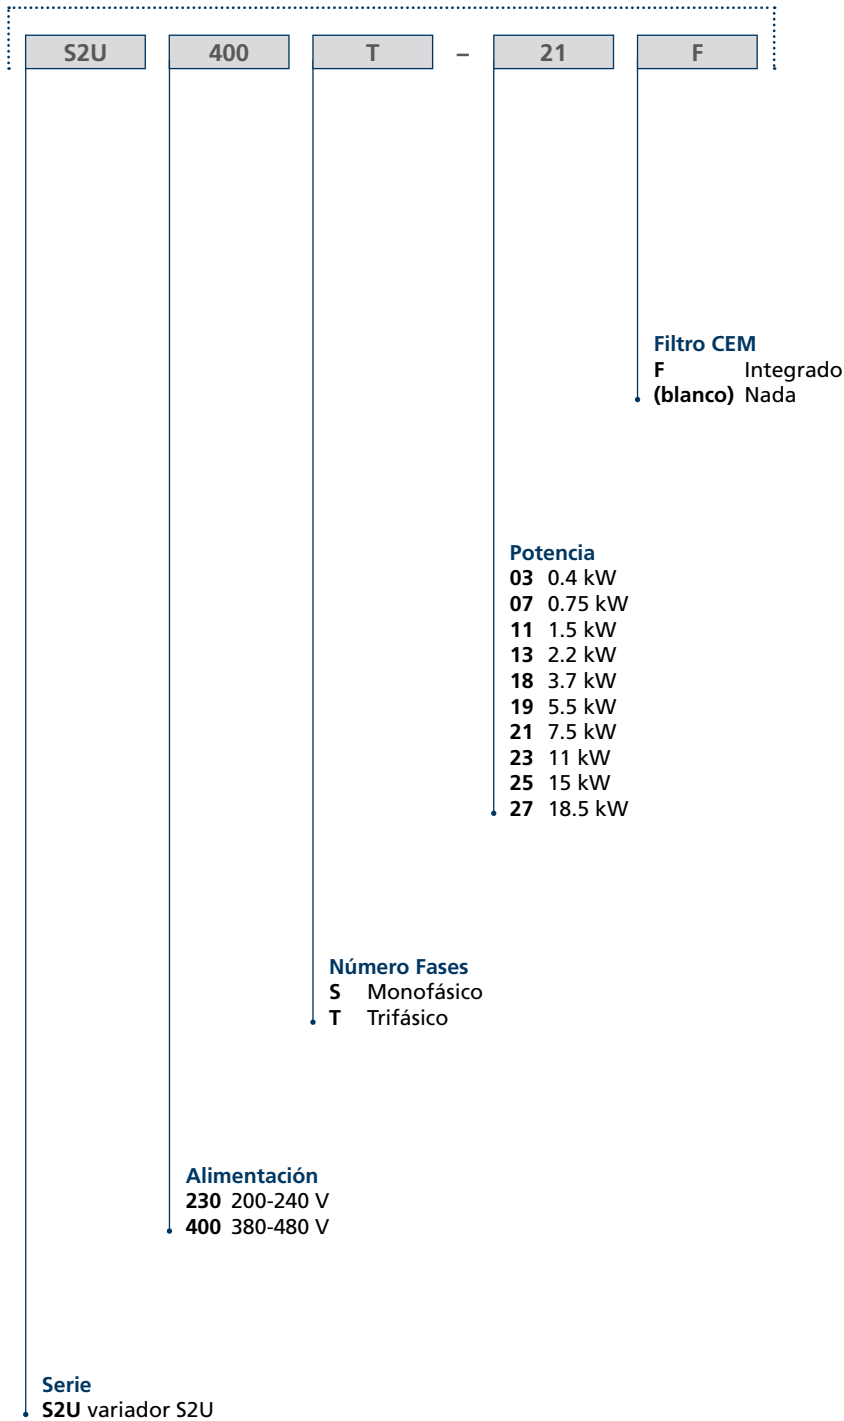 S2U 400 T – 21 F
Filtro CEM
F Integrado
(blanco) Nada
Potencia
03 0.4 kW
07 0.75 kW
11 1.5 kW
13 2.2 kW
18 3.7 kW
19 5.5 kW
21 7.5 kW
23 11 kW
25 15 kW
27 18.5 kW
Número Fases
S Monofásico
T Trifásico
Alimentación
230 200-240 V
400 380-480 V
Serie
S2U variador S2U